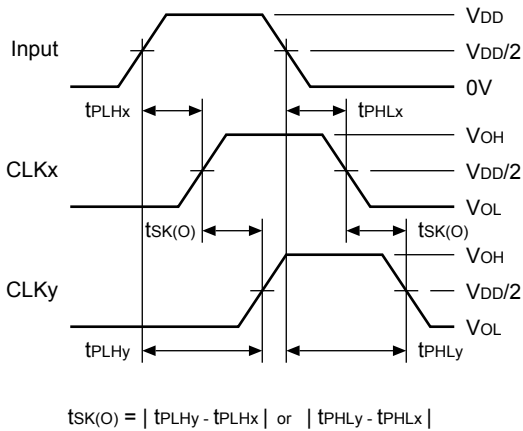 VDD
Input
VDD/2
0V
tPLHx
tPHLx
VOH
CLKx
VDD/2
VOL
tSK(O)
tSK(O)
VOH
CLKy
VDD/2
VOL
tPLHy
tPHLy
tSK(O) = | tPLHy - tPLHx | or | tPHLy - tPHLx |